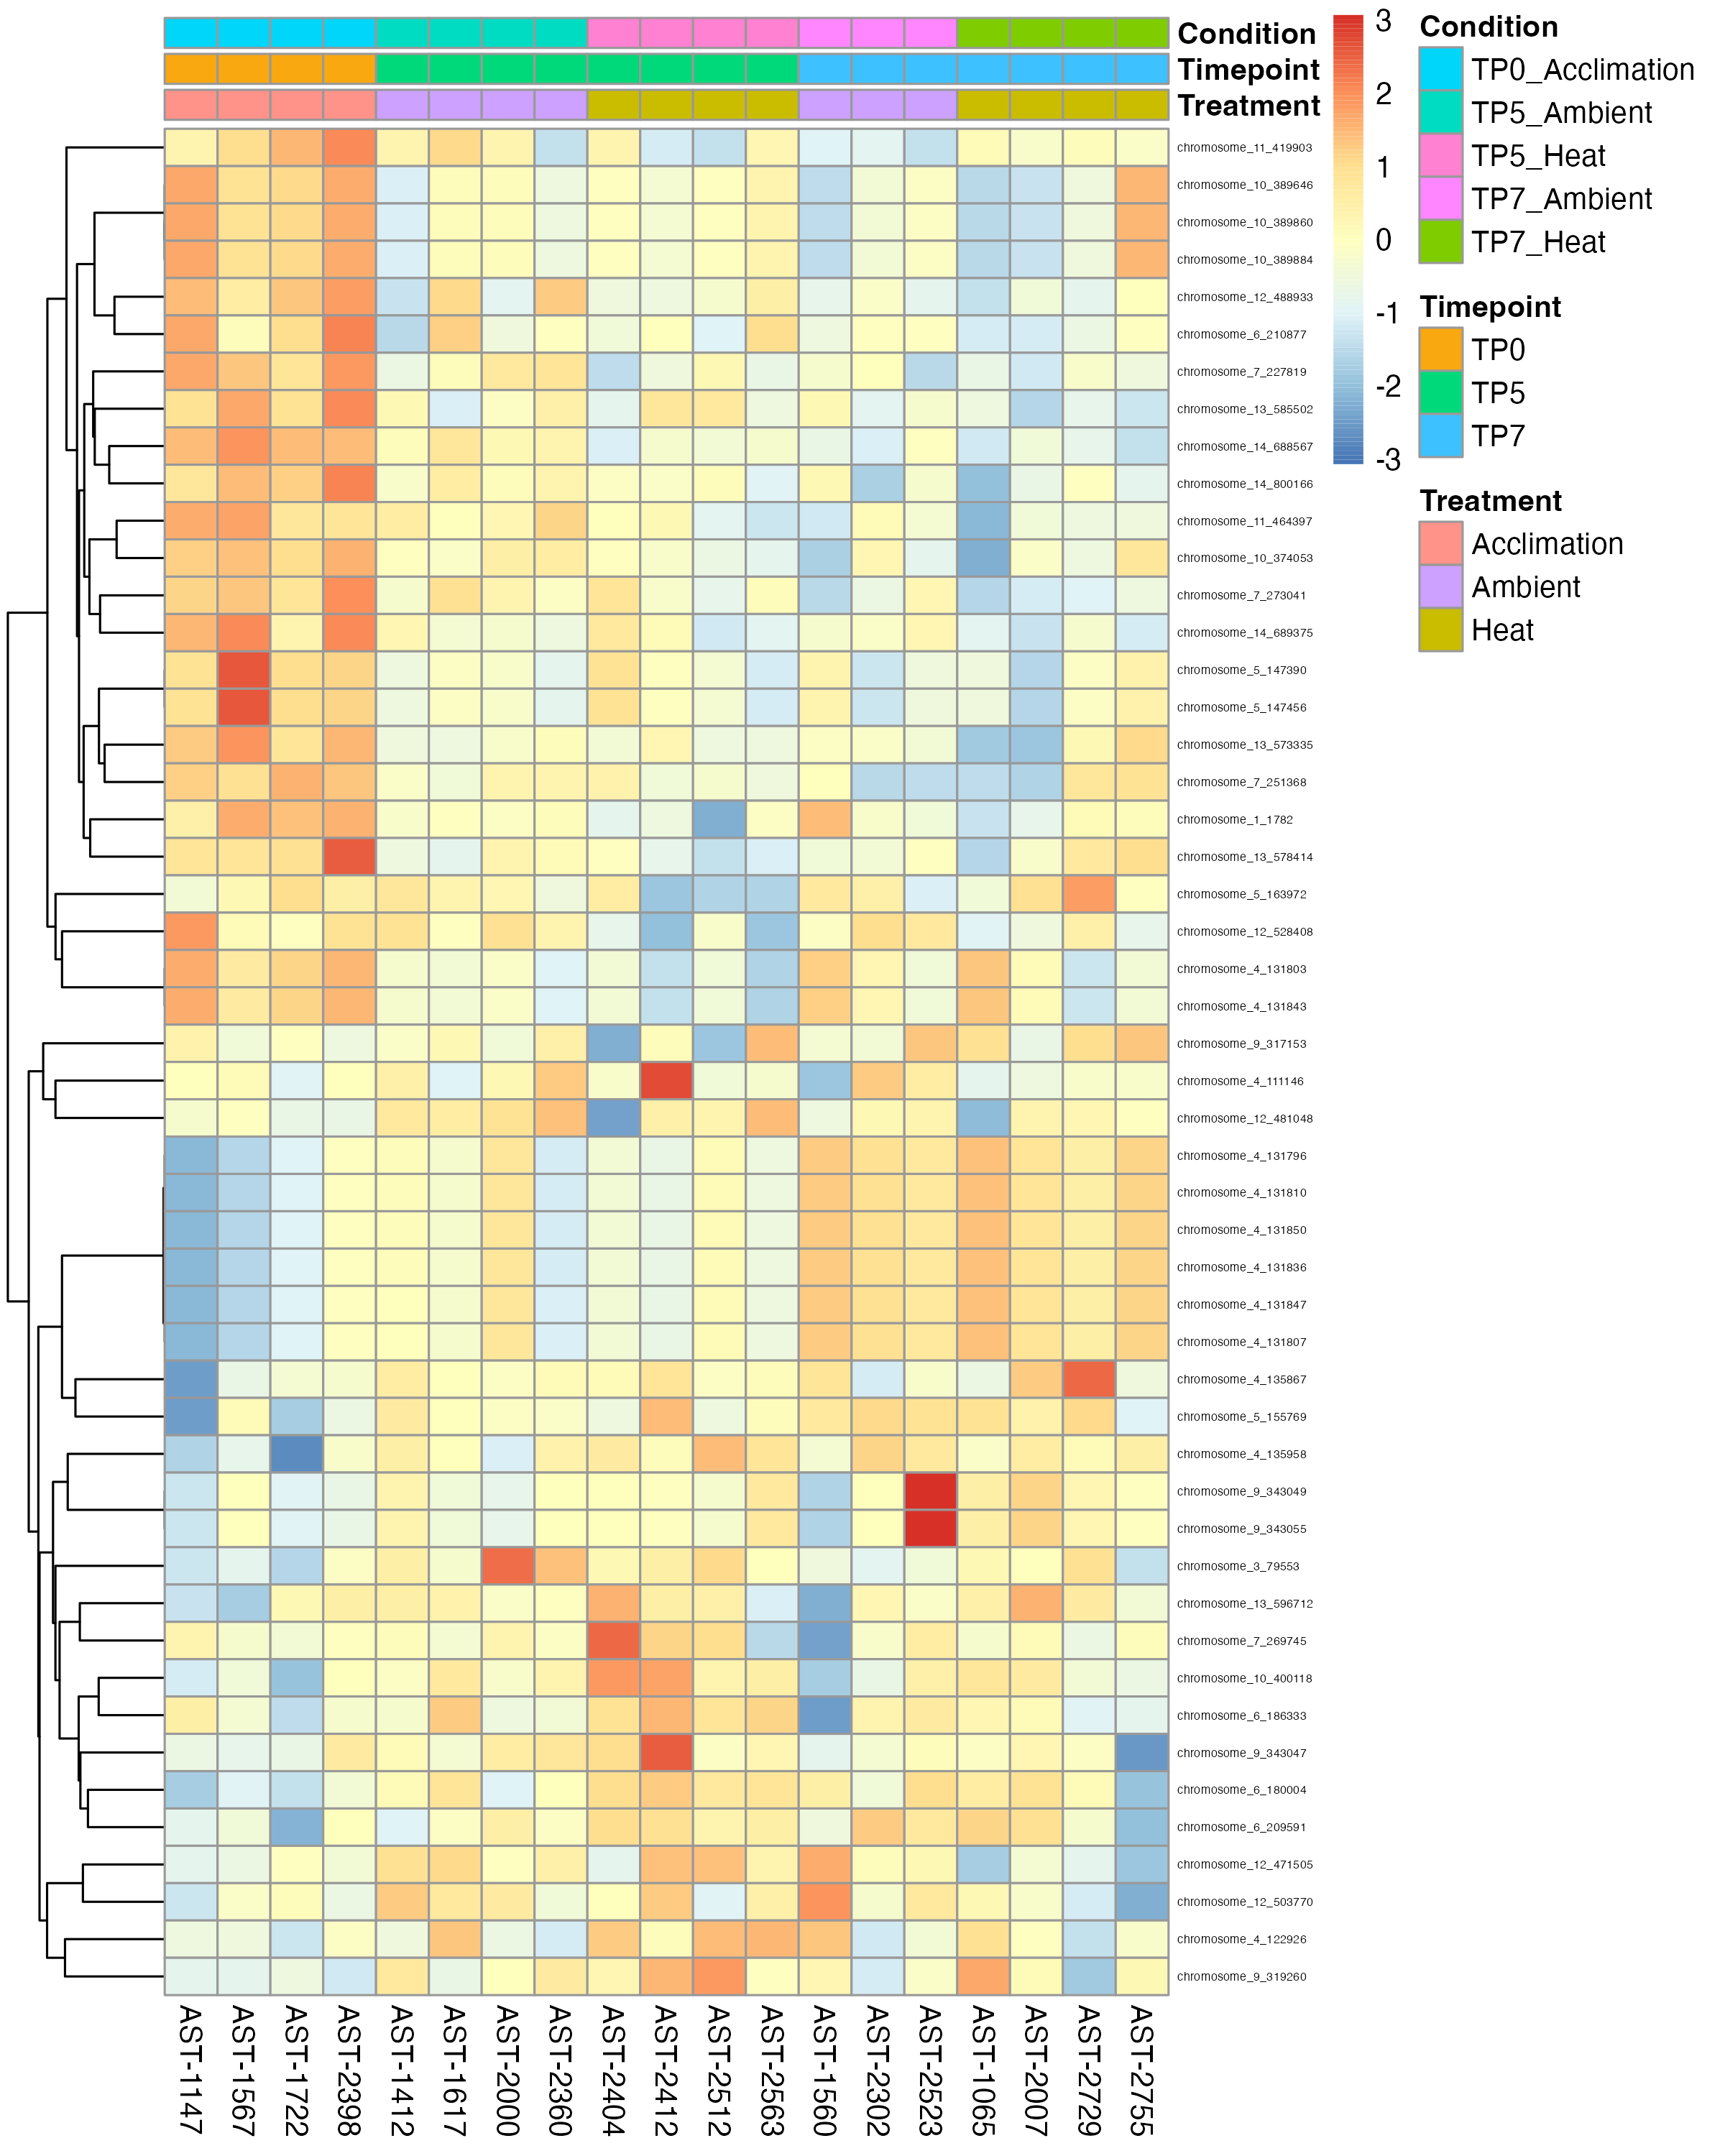 Condition
Timepoint
Treatment
3
2
1
0
-1
-2
-3
Condition
TP0_Acclimation
TP5_Ambient
TP5_Heat
TP7_Ambient
TP7_Heat
Timepoint
TP0
TP5
TP7
Treatment
Acclimation
Ambient
Heat
chromosome_11_419903
chromosome_10_389646
chromosome_10_389860
chromosome_10_389884
chromosome_12_488933
chromosome_6_210877
chromosome_7_227819
chromosome_13_585502
chromosome_14_688567
chromosome_14_800166
chromosome_11_464397
chromosome_10_374053
chromosome_7_273041
chromosome_14_689375
chromosome_5_147390
chromosome_5_147456
chromosome_13_573335
chromosome_7_251368
chromosome_1_1782
chromosome_13_578414
chromosome_5_163972
chromosome_12_528408
chromosome_4_131803
chromosome_4_131843
chromosome_9_317153
chromosome_4_111146
chromosome_12_481048
chromosome_4_131796
chromosome_4_131810
chromosome_4_131850
chromosome_4_131836
chromosome_4_131847
chromosome_4_131807
chromosome_4_135867
chromosome_5_155769
chromosome_4_135958
chromosome_9_343049
chromosome_9_343055
chromosome_3_79553
chromosome_13_596712
chromosome_7_269745
chromosome_10_400118
chromosome_6_186333
chromosome_9_343047
chromosome_6_180004
chromosome_6_209591
chromosome_12_471505
chromosome_12_503770
chromosome_4_122926
chromosome_9_319260
AST-1147
AST-1567
AST-1722
AST-2398
AST-1412
AST-1617
AST-2000
AST-2360
AST-2404
AST-2412
AST-2512
AST-2563
AST-1560
AST-2302
AST-2523
AST-1065
AST-2007
AST-2729
AST-2755